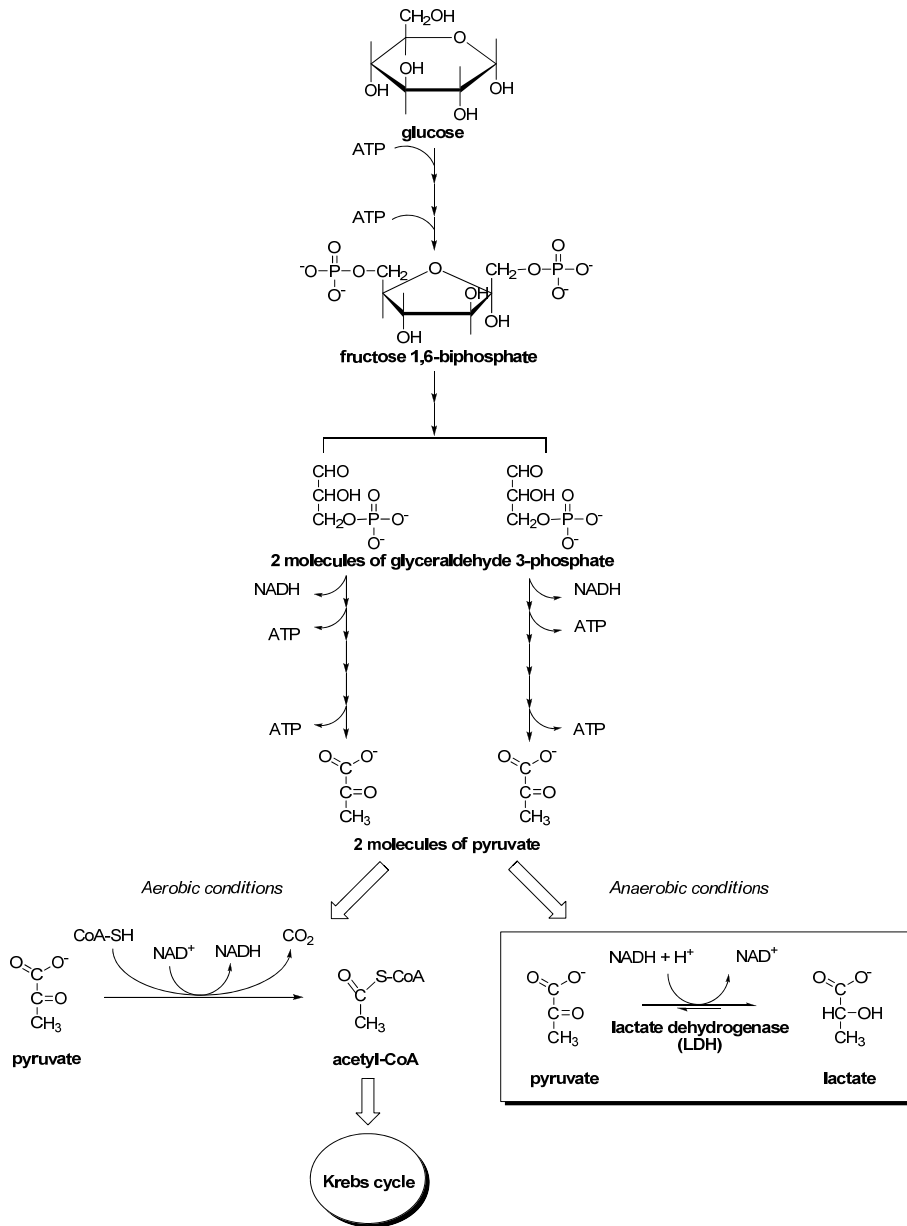 CH2OH
O
OH
OH
OH
OH
OH
glucose
ATP
ATP
O
-O-P-O-CH2
O-
O
CH2-O-P-O-
O
O-
OH
OH
OH
OH
fructose 1,6-biphosphate
CHO
CHOH
O
CH2O-P-O-
O-
CHO
CHOH
O
CH2O-P-O-
O-
2 molecules of glyceraldehyde 3-phosphate
NADH
NADH
ATP
ATP
ATP
ATP
O
C
O-
C=O
CH3
O
C
O-
C=O
CH3
2 molecules of pyruvate
Aerobic conditions
Anaerobic conditions
CoA-SH
NAD+
NADH
CO2
O
C
O-
C=O
CH3
pyruvate
O
C
S-CoA
CH3
acetyl-CoA
Krebs cycle
NADH + H+
NAD+
O
C
O-
C=O
CH3
pyruvate
lactate dehydrogenase
(LDH)
O
C
O-
HC-OH
CH3
lactate